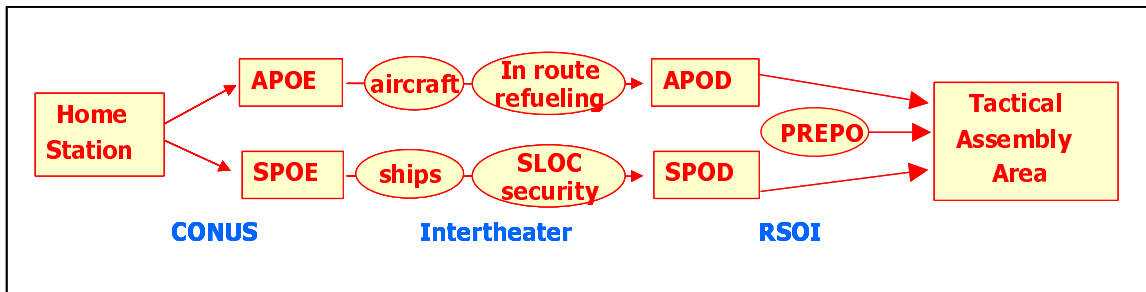 Home
Station
APOE
aircraft
In route
refueling
APOD
SPOE
ships
SLOC
security
SPOD
PREPO
Tactical
Assembly
Area
CONUS
Intertheater
RSOI